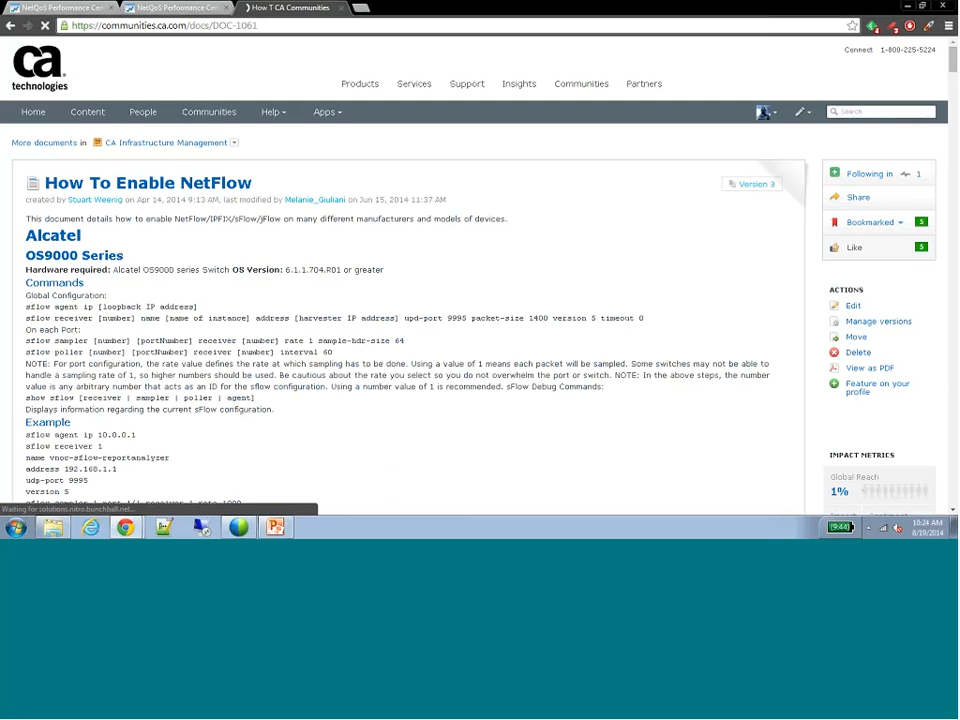 NetQoS Performance Cen
NetQoS Performance Cen
How T CA Communities
https://communities.ca.com/docs/DOC-1061
ca
technologies
Connect 1-800-225-5224
Products Services Support Insights Communities Partners
Home Content People Communities Help Apps
Search
More documents in CA Infrastructure Management
How To Enable NetFlow
Version 3
created by Stuart Weenig on Apr 14, 2014 9:13 AM, last modified by Melanie_Giuliani on Jun 15, 2014 11:37 AM
This document details how to enable NetFlow/IPFIX/sFlow/jFlow on many different manufacturers and models of devices.
Alcatel
OS9000 Series
Hardware required: Alcatel OS9000 series Switch OS Version: 6.1.1.704.R01 or greater
Commands
Global Configuration:
sflow agent ip [loopback IP address]
sflow receiver [number] name [name of instance] address [harvester IP address] upd-port 9995 packet-size 1400 version 5 timeout 0
On each Port:
sflow sampler [number] [portNumber] receiver [number] rate 1 sample-hdr-size 64
sflow poller [number] [portNumber] receiver [number] interval 60
NOTE: For port configuration, the rate value defines the rate at which sampling has to be done. Using a value of 1 means each packet will be sampled. Some switches may not be able to
handle a sampling rate of 1, so higher numbers should be used. Be cautious about the rate you select so you do not overwhelm the port or switch. NOTE: In the above steps, the number
value is any arbitrary number that acts as an ID for the sflow configuration. Using a number value of 1 is recommended. sFlow Debug Commands:
show sflow [receiver | sampler | poller | agent]
Displays information regarding the current sFlow configuration.
Example
sflow agent ip 10.0.0.1
sflow receiver 1
name vnoc-sflow-reportanalyzer
address 192.168.1.1
udp-port 9995
version 5
Following in 1
Share
Bookmarked 5
Like 5
ACTIONS
Edit
Manage versions
Move
Delete
View as PDF
Feature on your
profile
IMPACT METRICS
Global Reach
1%
Waiting for solutions.nitro.bunchball.net...
(9:44)
10:24 AM
8/19/2014